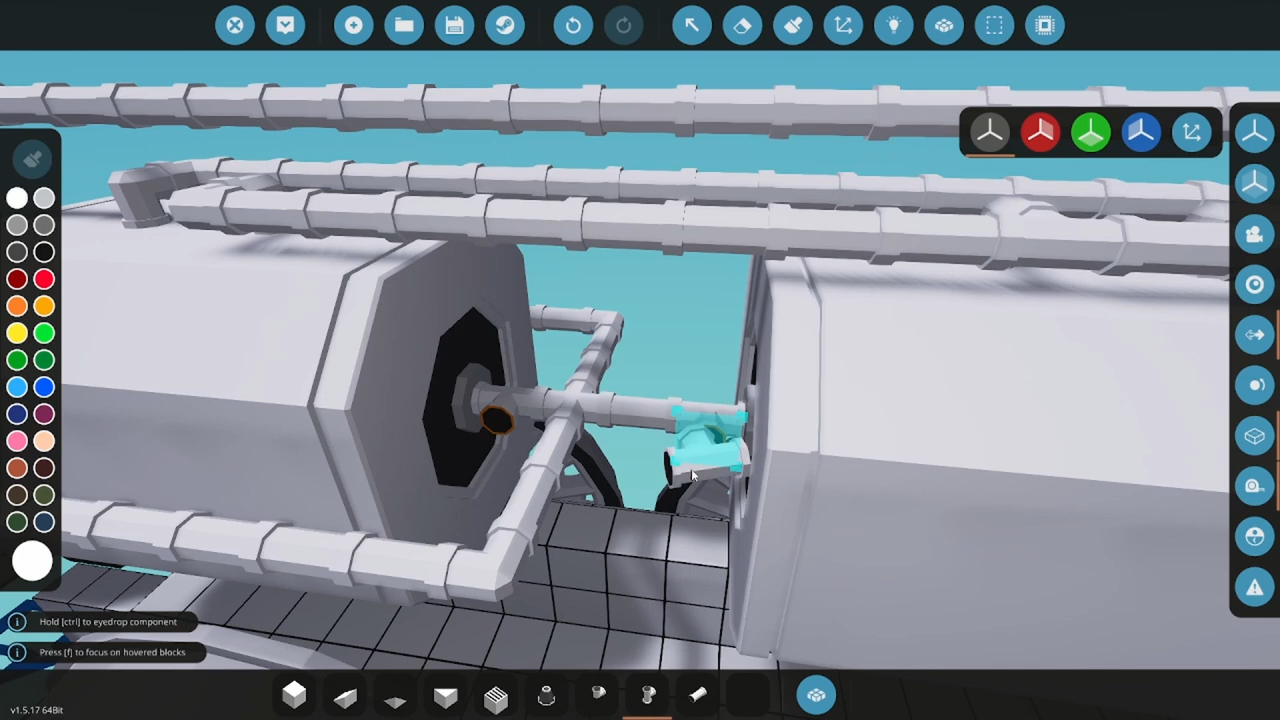 Hold [ctrl] to eyedrop component
Press [f] to focus on hovered blocks
v1.5.17 64Bit